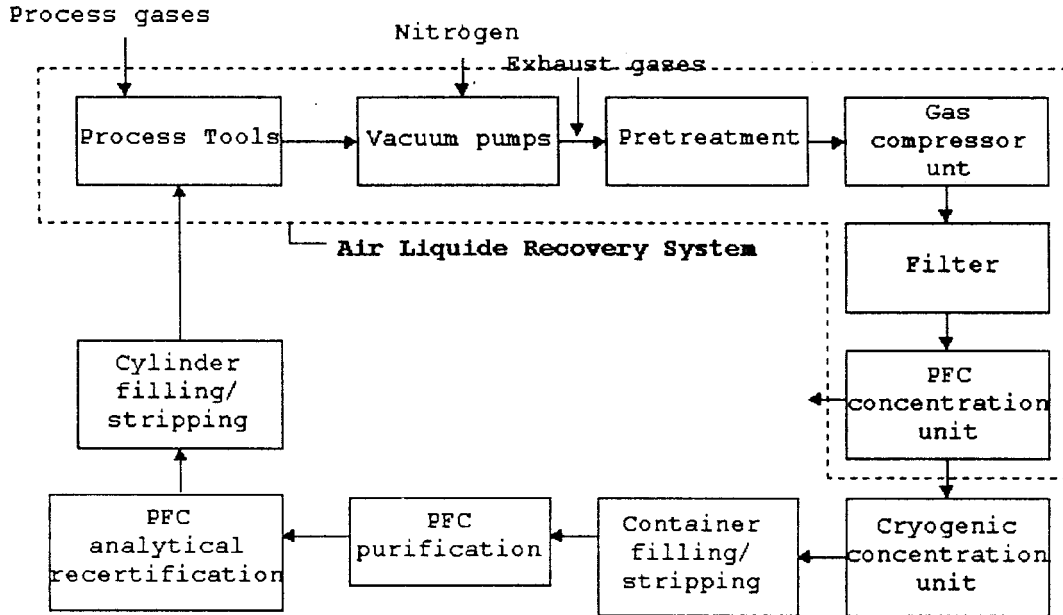 Process gases
Nitrogen
Exhaust gases
Process Tools
Vacuum pumps
Pretreatment
Gas
compressor
unt
Air Liquide Recovery System
Filter
PFC
concentration
unit
Cylinder
filling/
stripping
PFC
analytical
recertification
PFC
purification
Container
filling/
stripping
Cryogenic
concentration
unit